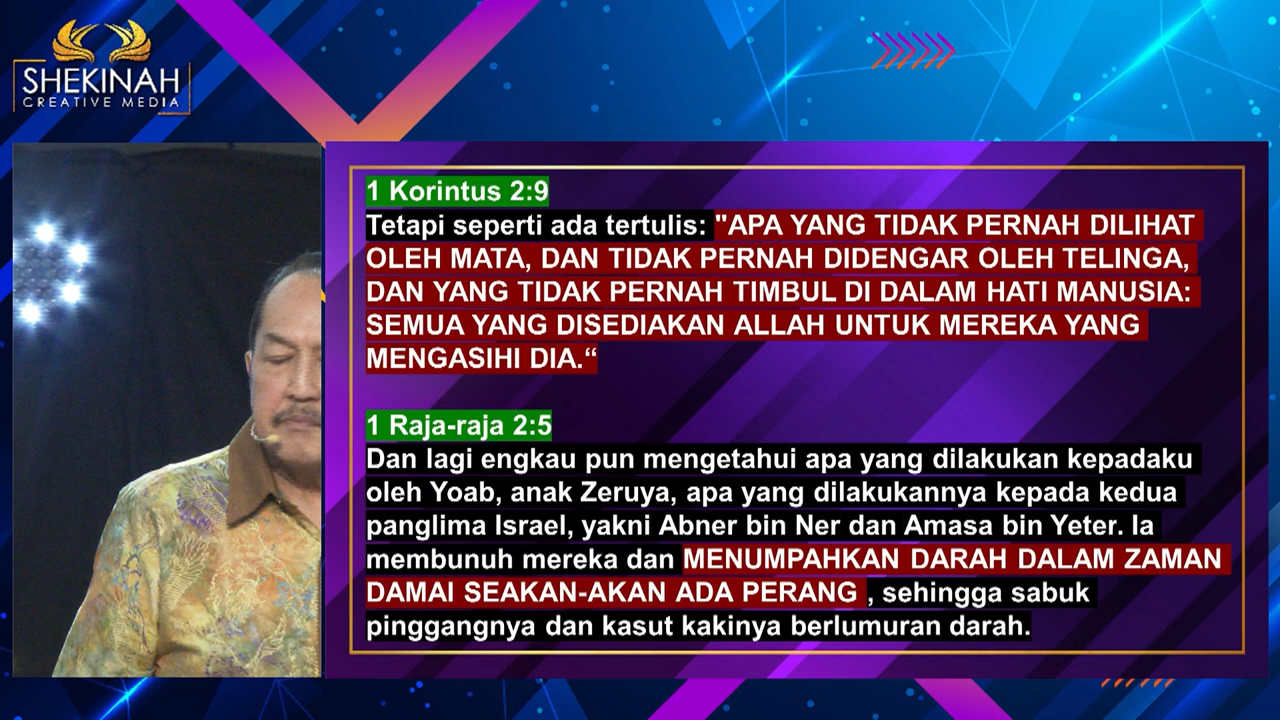 SHEKINAH
CREATIVE MEDIA
1 Korintus 2:9
Tetapi seperti ada tertulis: "APA YANG TIDAK PERNAH DILIHAT
OLEH MATA, DAN TIDAK PERNAH DIDENGAR OLEH TELINGA,
DAN YANG TIDAK PERNAH TIMBUL DI DALAM HATI MANUSIA:
SEMUA YANG DISEDIAKAN ALLAH UNTUK MEREKA YANG
MENGASIHI DIA.“
1 Raja-raja 2:5
Dan lagi engkau pun mengetahui apa yang dilakukan kepadaku
oleh Yoab, anak Zeruya, apa yang dilakukannya kepada kedua
panglima Israel, yakni Abner bin Ner dan Amasa bin Yeter. Ia
membunuh mereka dan MENUMPAHKAN DARAH DALAM ZAMAN
DAMAI SEAKAN-AKAN ADA PERANG , sehingga sabuk
pinggangnya dan kasut kakinya berlumuran darah.